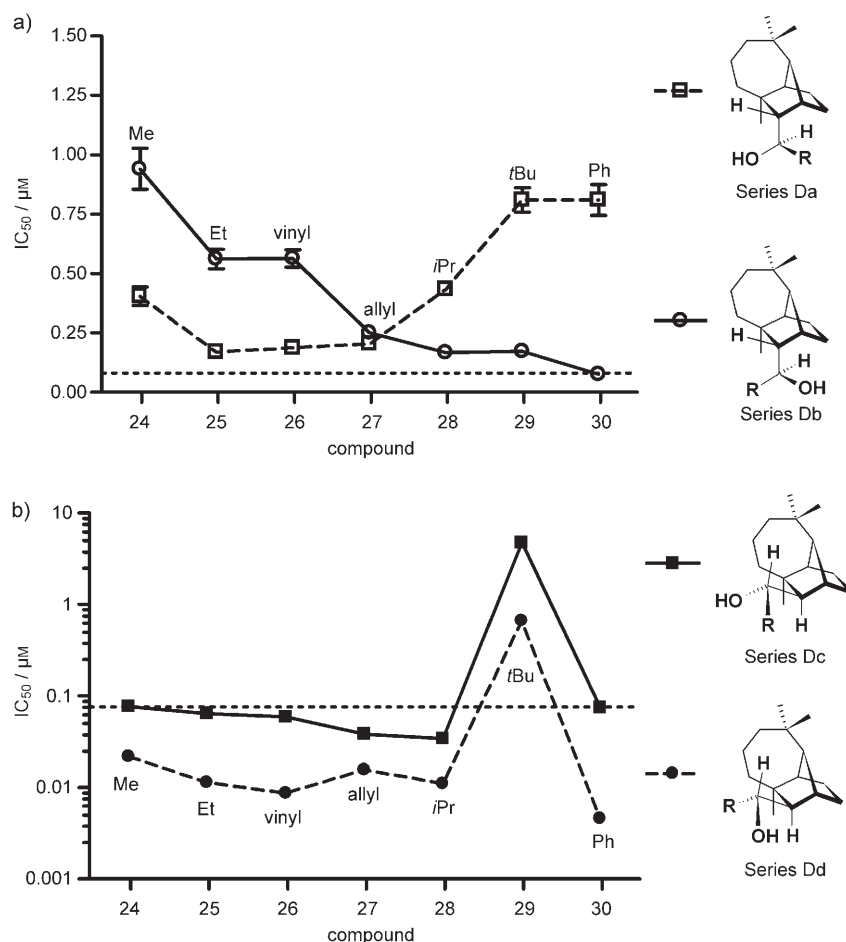 a)
1.50
1.25
1.00
0.75
0.50
0.25
0.00
IC50 / µM
Me
Et
vinyl
allyl
iPr
tBu
Ph
24 25 26 27 28 29 30
compound
H
H
HO
R
Series Da
H
H
R
OH
Series Db
b)
10
1
0.1
0.01
0.001
IC50 / µM
Me
Et
vinyl
allyl
iPr
tBu
Ph
24 25 26 27 28 29 30
compound
H
HO
R
H
Series Dc
H
R
OH
H
Series Dd